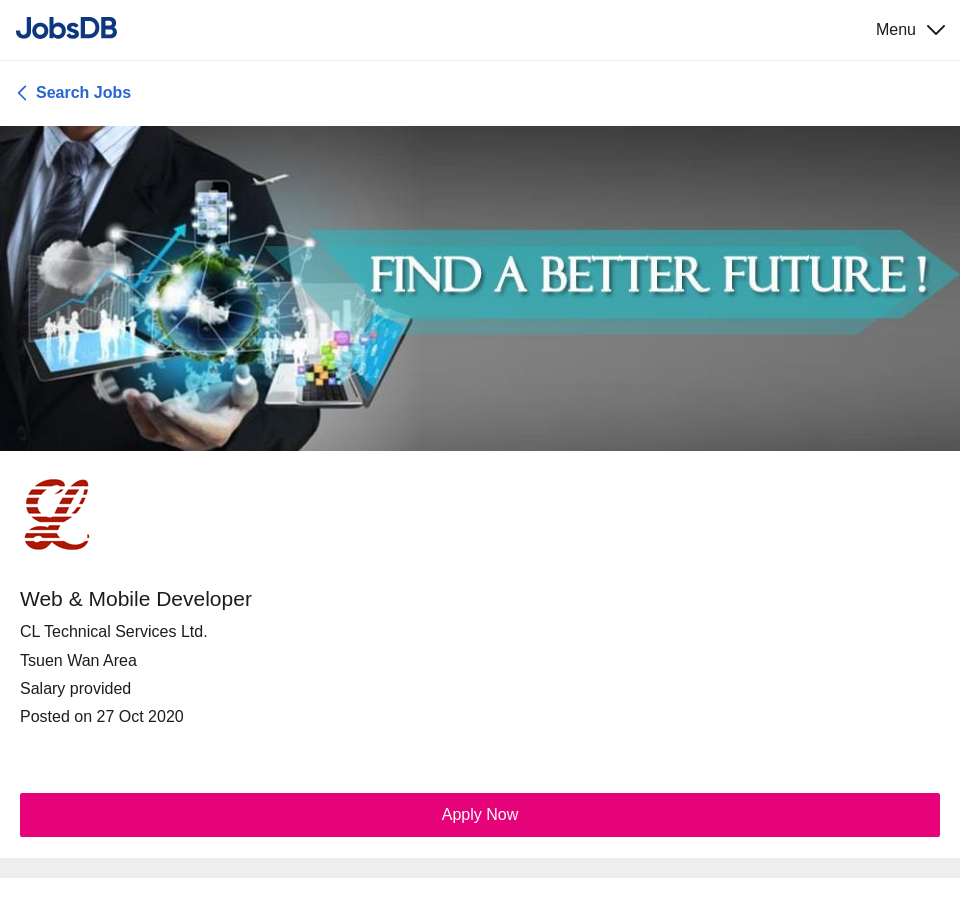 JobsDB
Menu
Search Jobs
FIND A BETTER FUTURE !
Web & Mobile Developer
CL Technical Services Ltd.
Tsuen Wan Area
Salary provided
Posted on 27 Oct 2020
Apply Now